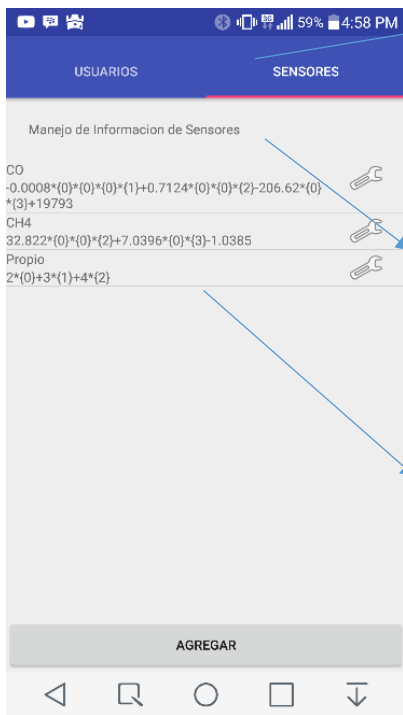 59% 4:58 PM
USUARIOS SENSORES
Manejo de Informacion de Sensores
CO
-0.0008*{0}*{0}*{0}*{1}+0.7124*{0}*{0}*{2}-206.62*{0}
*{3}+19793
CH4
32.822*{0}*{0}*{2}+7.0396*{0}*{3}-1.0385
Propio
2*{0}+3*{1}+4*{2}
AGREGAR